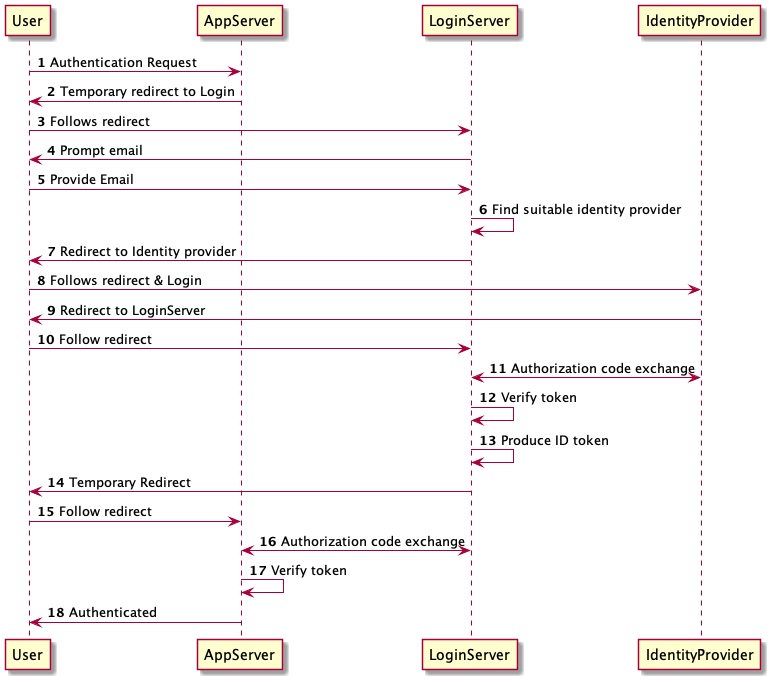 User AppServer LoginServer IdentityProvider
1 Authentication Request
2 Temporary redirect to Login
3 Follows redirect
4 Prompt email
5 Provide Email
6 Find suitable identity provider
7 Redirect to Identity provider
8 Follows redirect & Login
9 Redirect to LoginServer
10 Follow redirect
11 Authorization code exchange
12 Verify token
13 Produce ID token
14 Temporary Redirect
15 Follow redirect
16 Authorization code exchange
17 Verify token
18 Authenticated
User AppServer LoginServer IdentityProvider